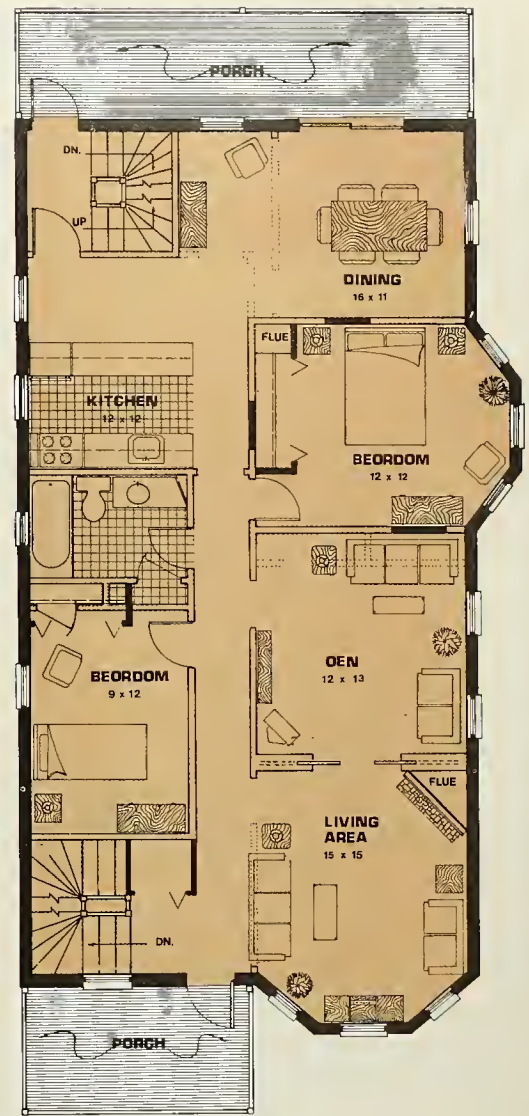 PORCH
DN.
UP
DINING
16 x 11
FLUE
KITCHEN
12 x 12
BEORDOM
12 x 12
OEN
12 x 13
BEORDOM
9 x 12
FLUE
LIVING
AREA
15 x 15
DN.
PORCH